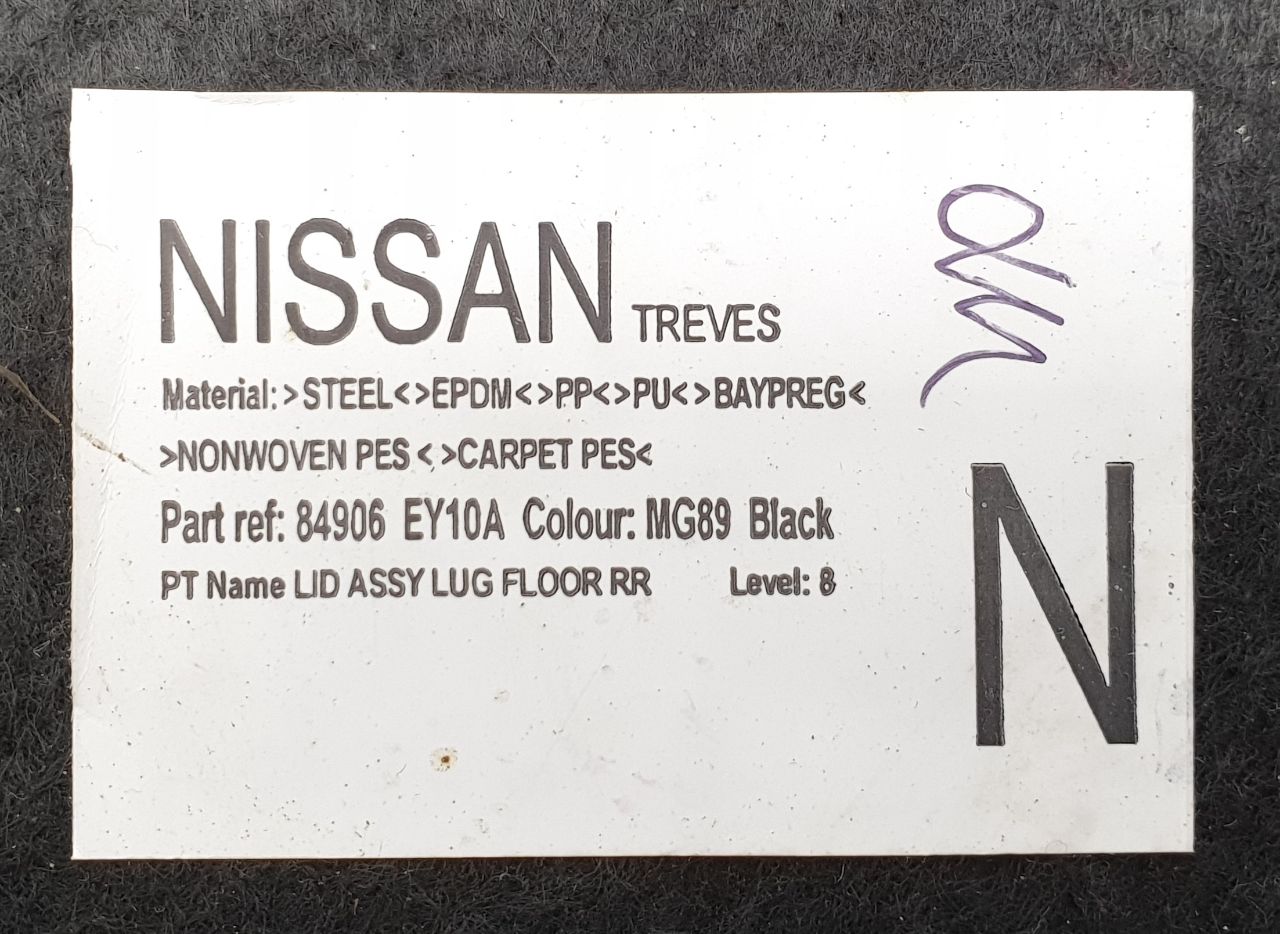 NISSAN TREVES
Material: >STEEL< >EPDM< >PP< >PU< >BAYPREG<
>NONWOVEN PES < >CARPET PES<
Part ref: 84906 EY10A Colour: MG89 Black
PT Name LID ASSY LUG FLOOR RR Level: 8
N